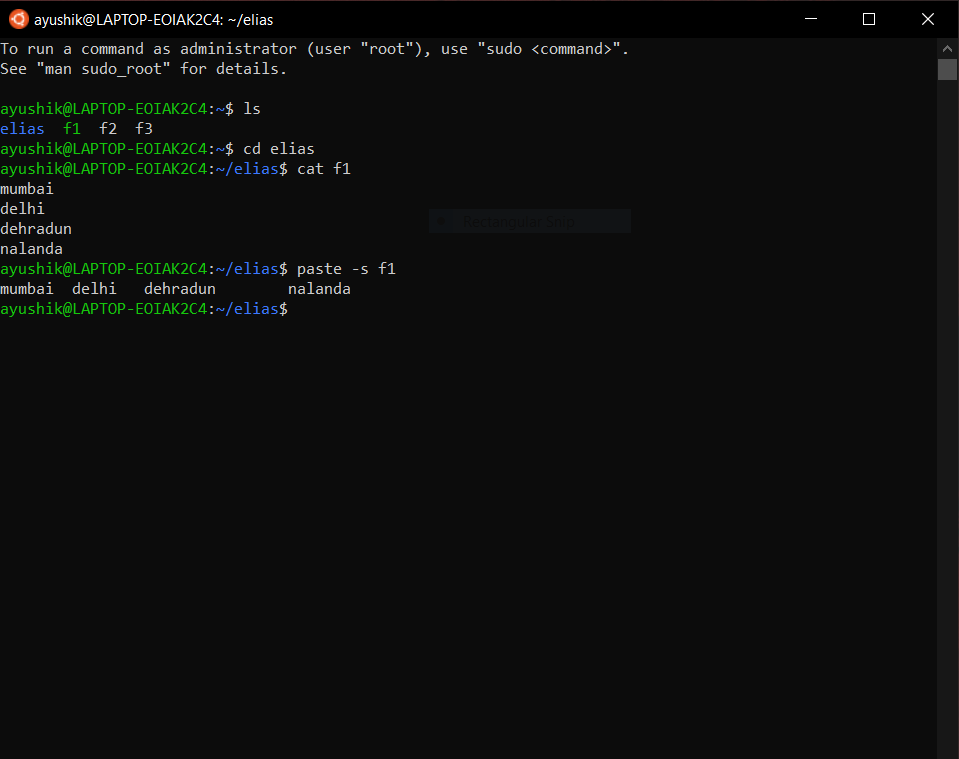 ayushik@LAPTOP-EOIAK2C4: ~/elias
To run a command as administrator (user "root"), use "sudo <command>".
See "man sudo_root" for details.
ayushik@LAPTOP-EOIAK2C4:~$ ls
elias  f1  f2  f3
ayushik@LAPTOP-EOIAK2C4:~$ cd elias
ayushik@LAPTOP-EOIAK2C4:~/elias$ cat f1
mumbai
delhi
dehradun
nalanda
Rectangular Snip
ayushik@LAPTOP-EOIAK2C4:~/elias$ paste -s f1
mumbai  delhi   dehradun        nalanda
ayushik@LAPTOP-EOIAK2C4:~/elias$